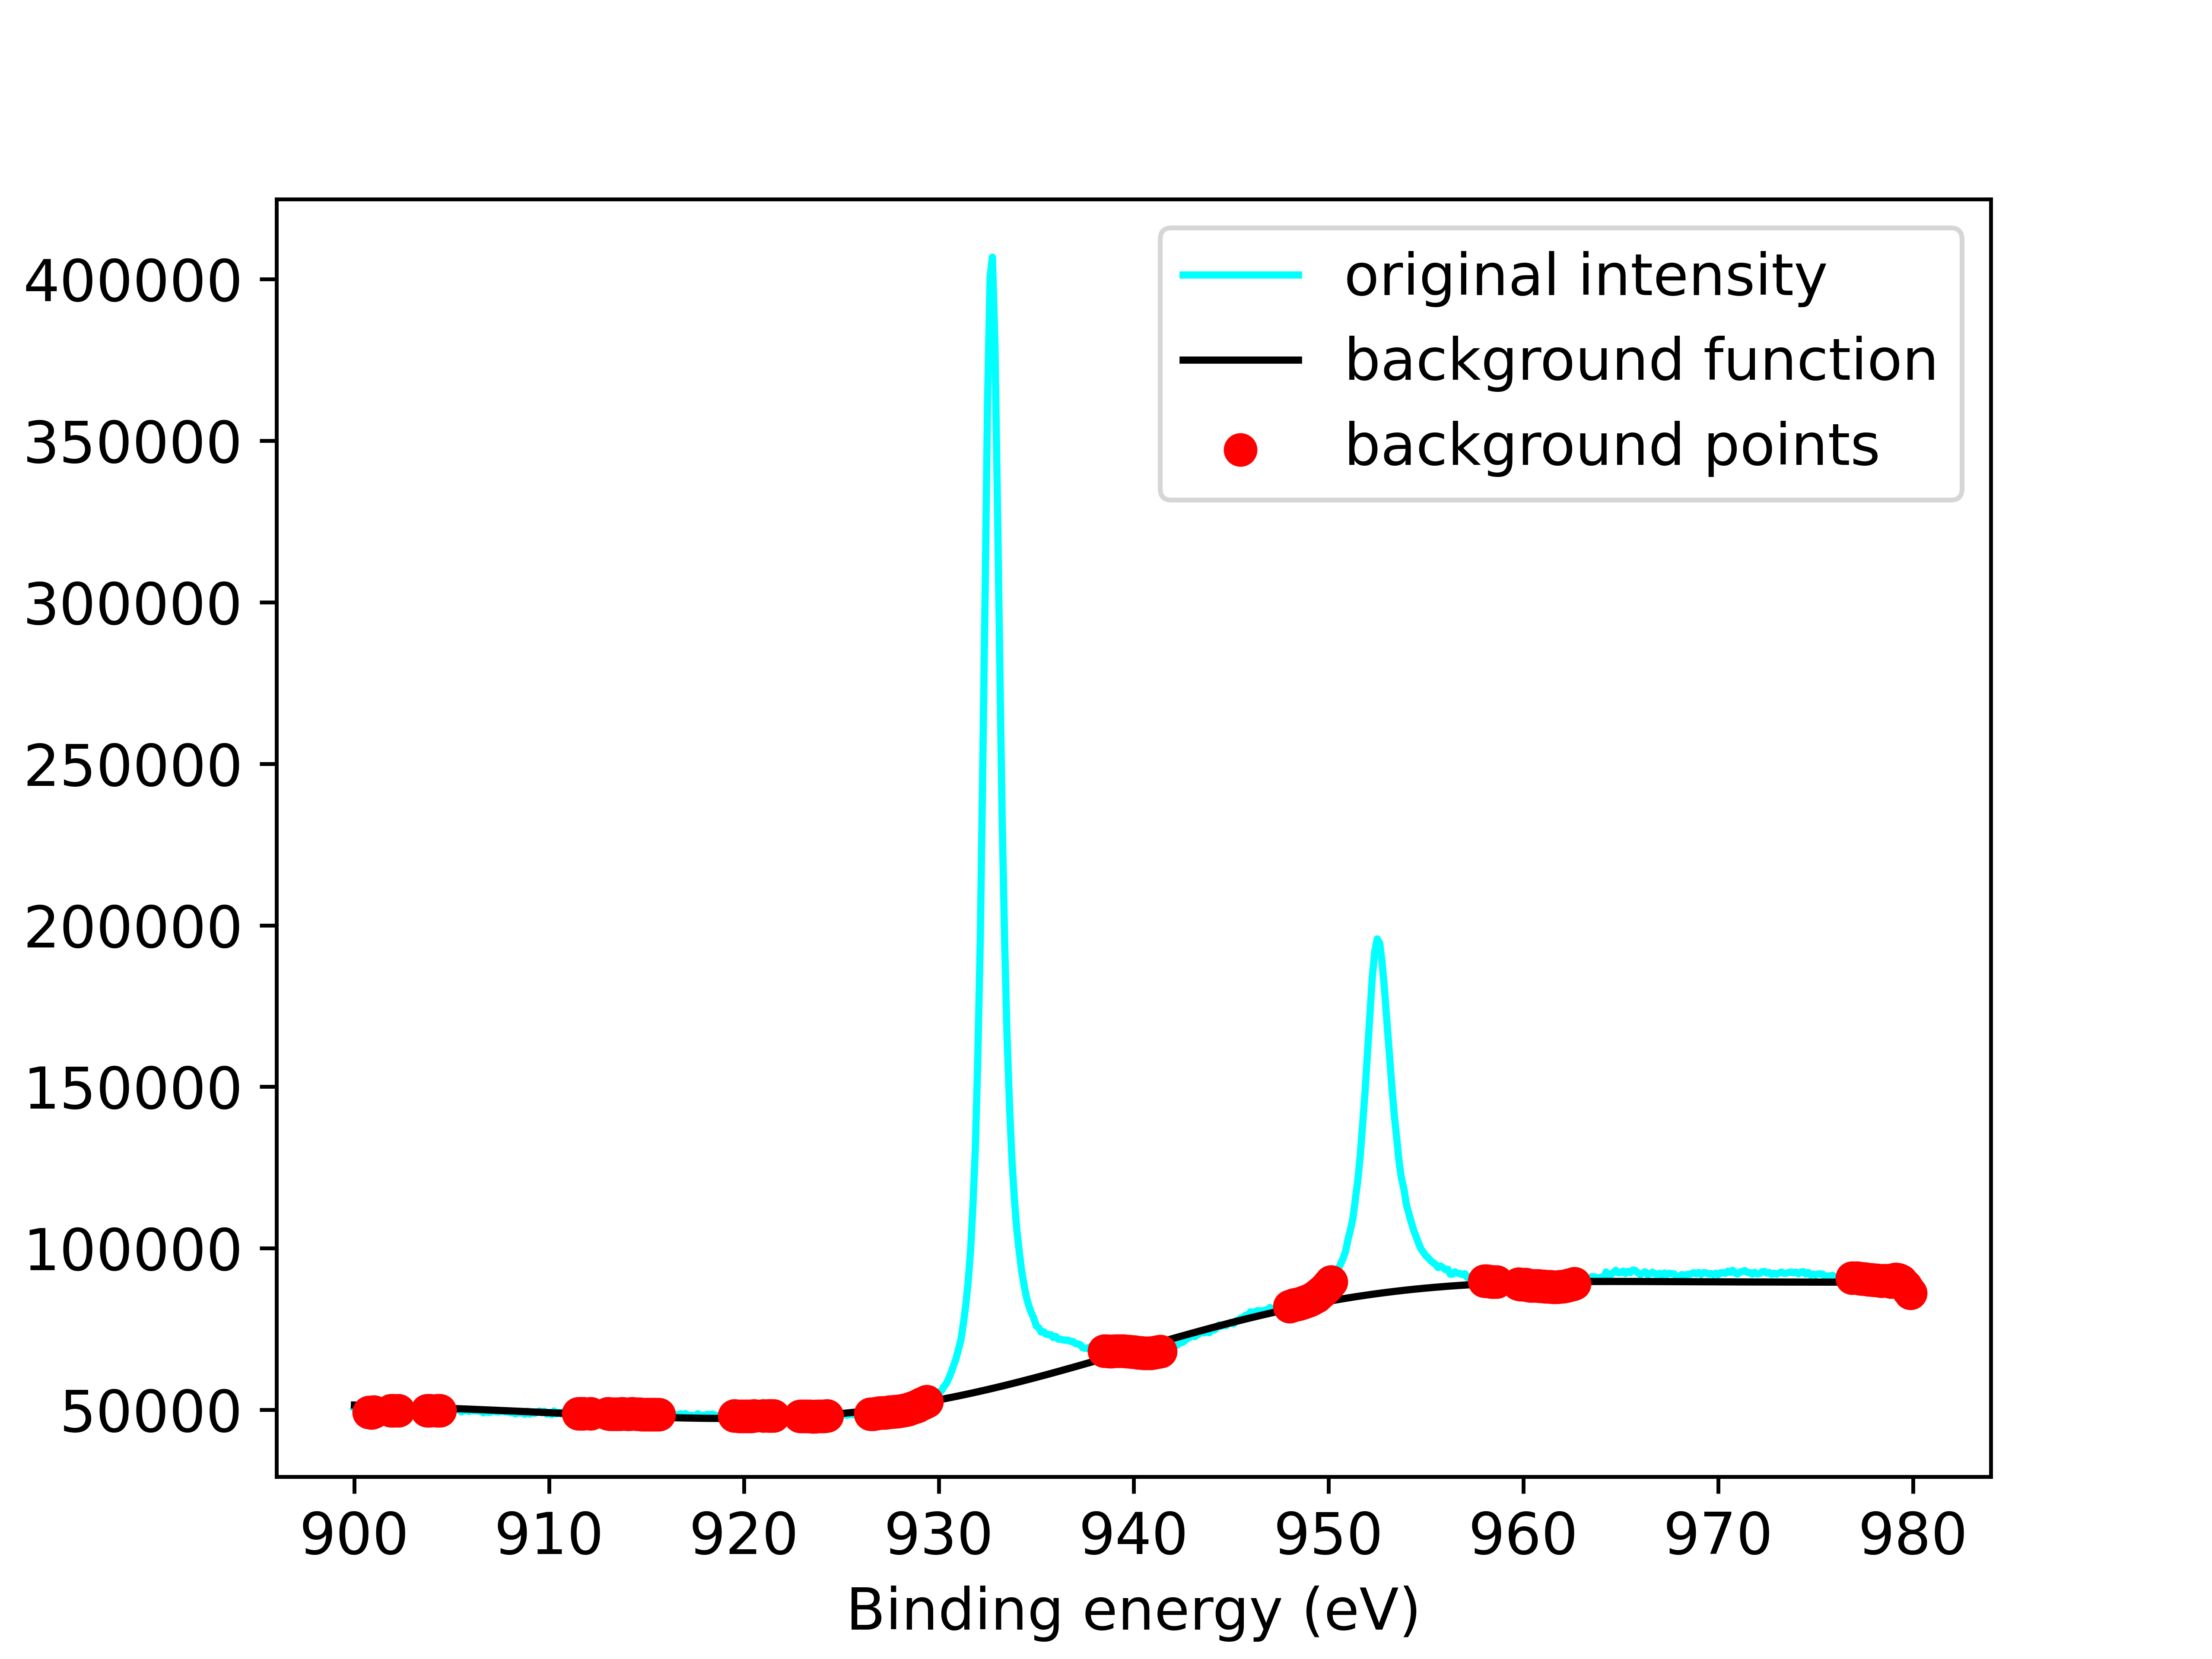 original intensity
background function
background points
400000
350000
300000
250000
200000
150000
100000
50000
900 910 920 930 940 950 960 970 980
Binding energy (eV)